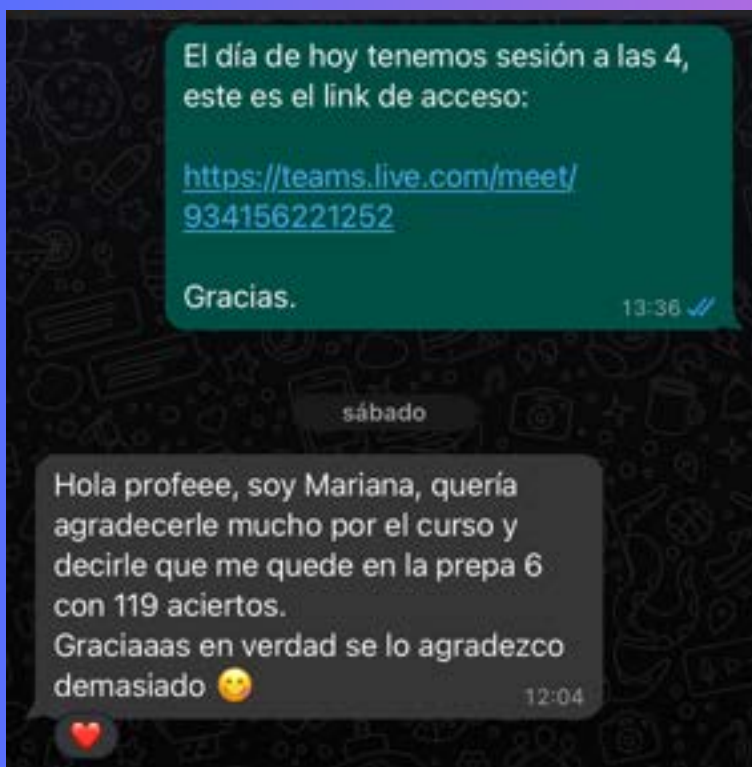 El día de hoy tenemos sesión a las 4,
este es el link de acceso:
https://teams.live.com/meet/
934156221252
Gracias.
13:36
sábado
Hola profeee, soy Mariana, quería
agradecerle mucho por el curso y
decirle que me quede en la prepa 6
con 119 aciertos.
Graciaaas en verdad se lo agradezco
demasiado 😋
12:04